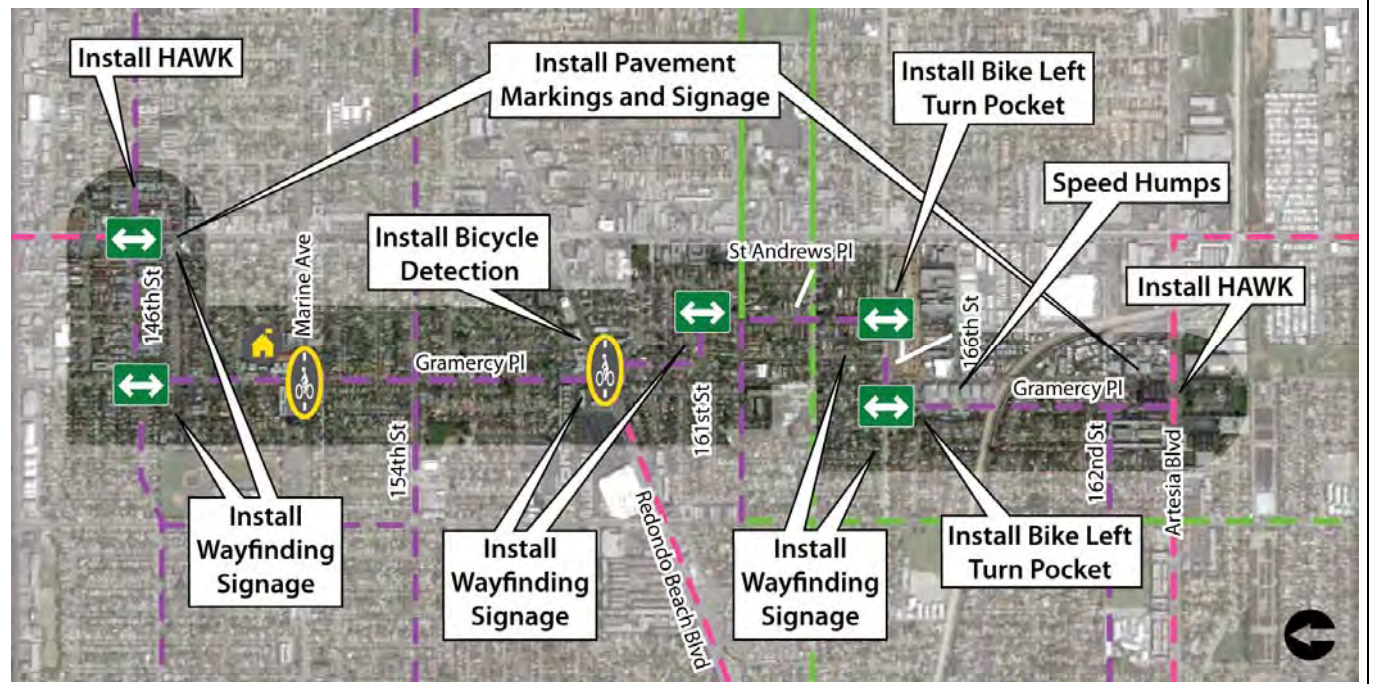 Install HAWK
Install Pavement
Markings and Signage
Install Bike Left
Turn Pocket
Speed Humps
Install Bicycle
Detection
St Andrews Pl
Install HAWK
146th St
Marine Ave
Gramercy Pl
154th St
161st St
166th St
Gramercy Pl
162nd St
Artesia Blvd
Redondo Beach Blvd
Install
Wayfinding
Signage
Install
Wayfinding
Signage
Install
Wayfinding
Signage
Install Bike Left
Turn Pocket